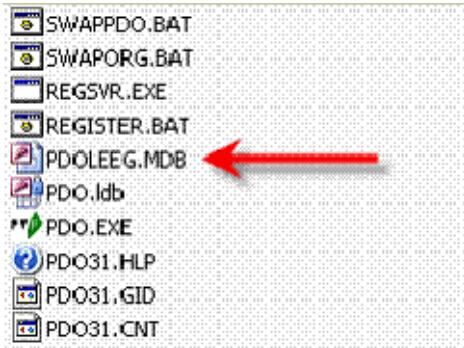 SWAPPDO.BAT
SWAPORG.BAT
REGSVR.EXE
REGISTER.BAT
PDOLEEG.MDB
PDO.ldb
PDO.EXE
PDO31.HLP
PDO31.GID
PDO31.CNT